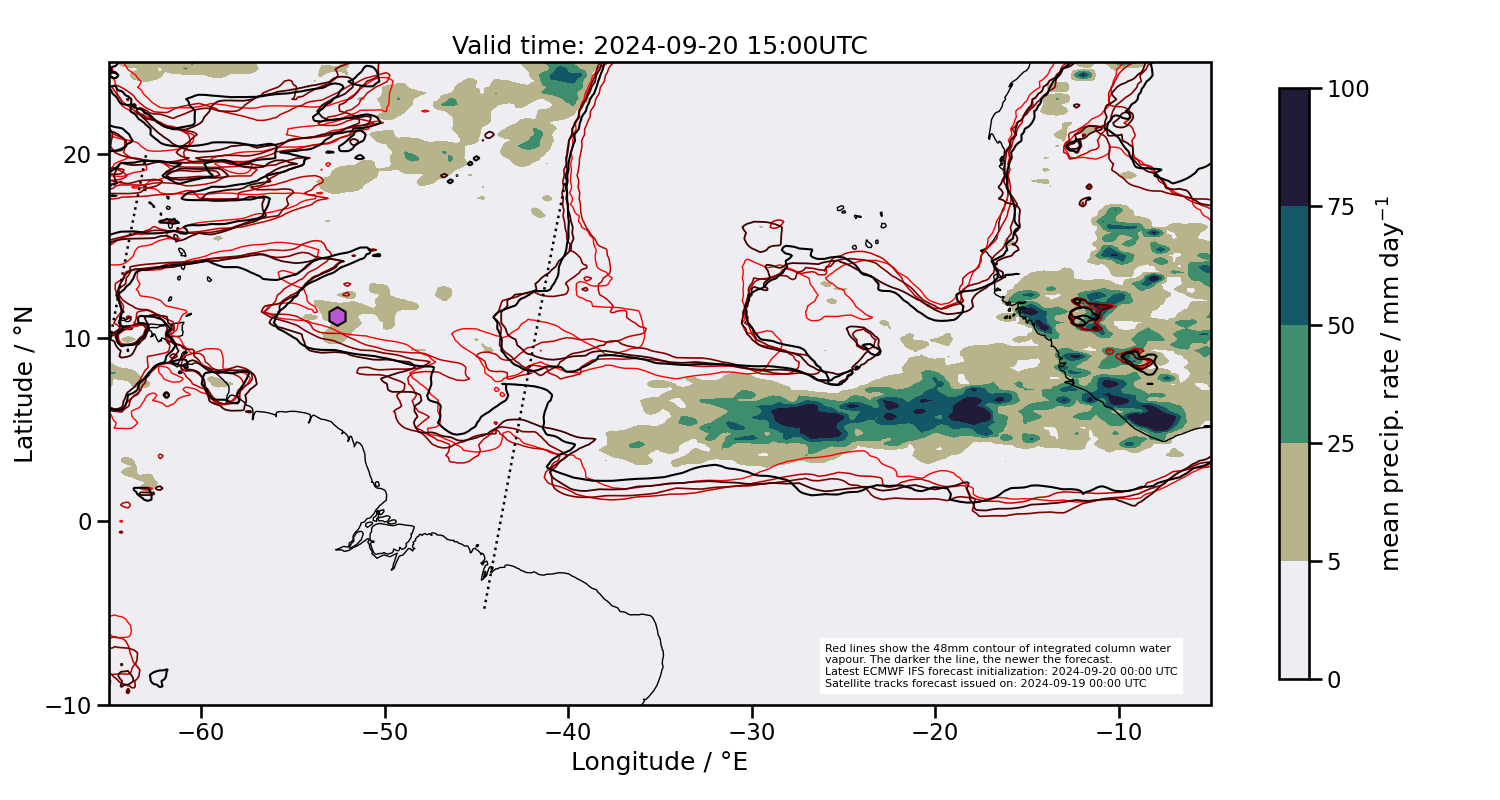 Valid time: 2024-09-20 15:00UTC
Latitude / °N
20
10
0
−10
−60
−50
−40
−30
−20
−10
Longitude / °E
Red lines show the 48mm contour of integrated column water
vapour. The darker the line, the newer the forecast.
Latest ECMWF IFS forecast initialization: 2024-09-20 00:00 UTC
Satellite tracks forecast issued on: 2024-09-19 00:00 UTC
100
75
50
25
5
0
mean precip. rate / mm day⁻¹